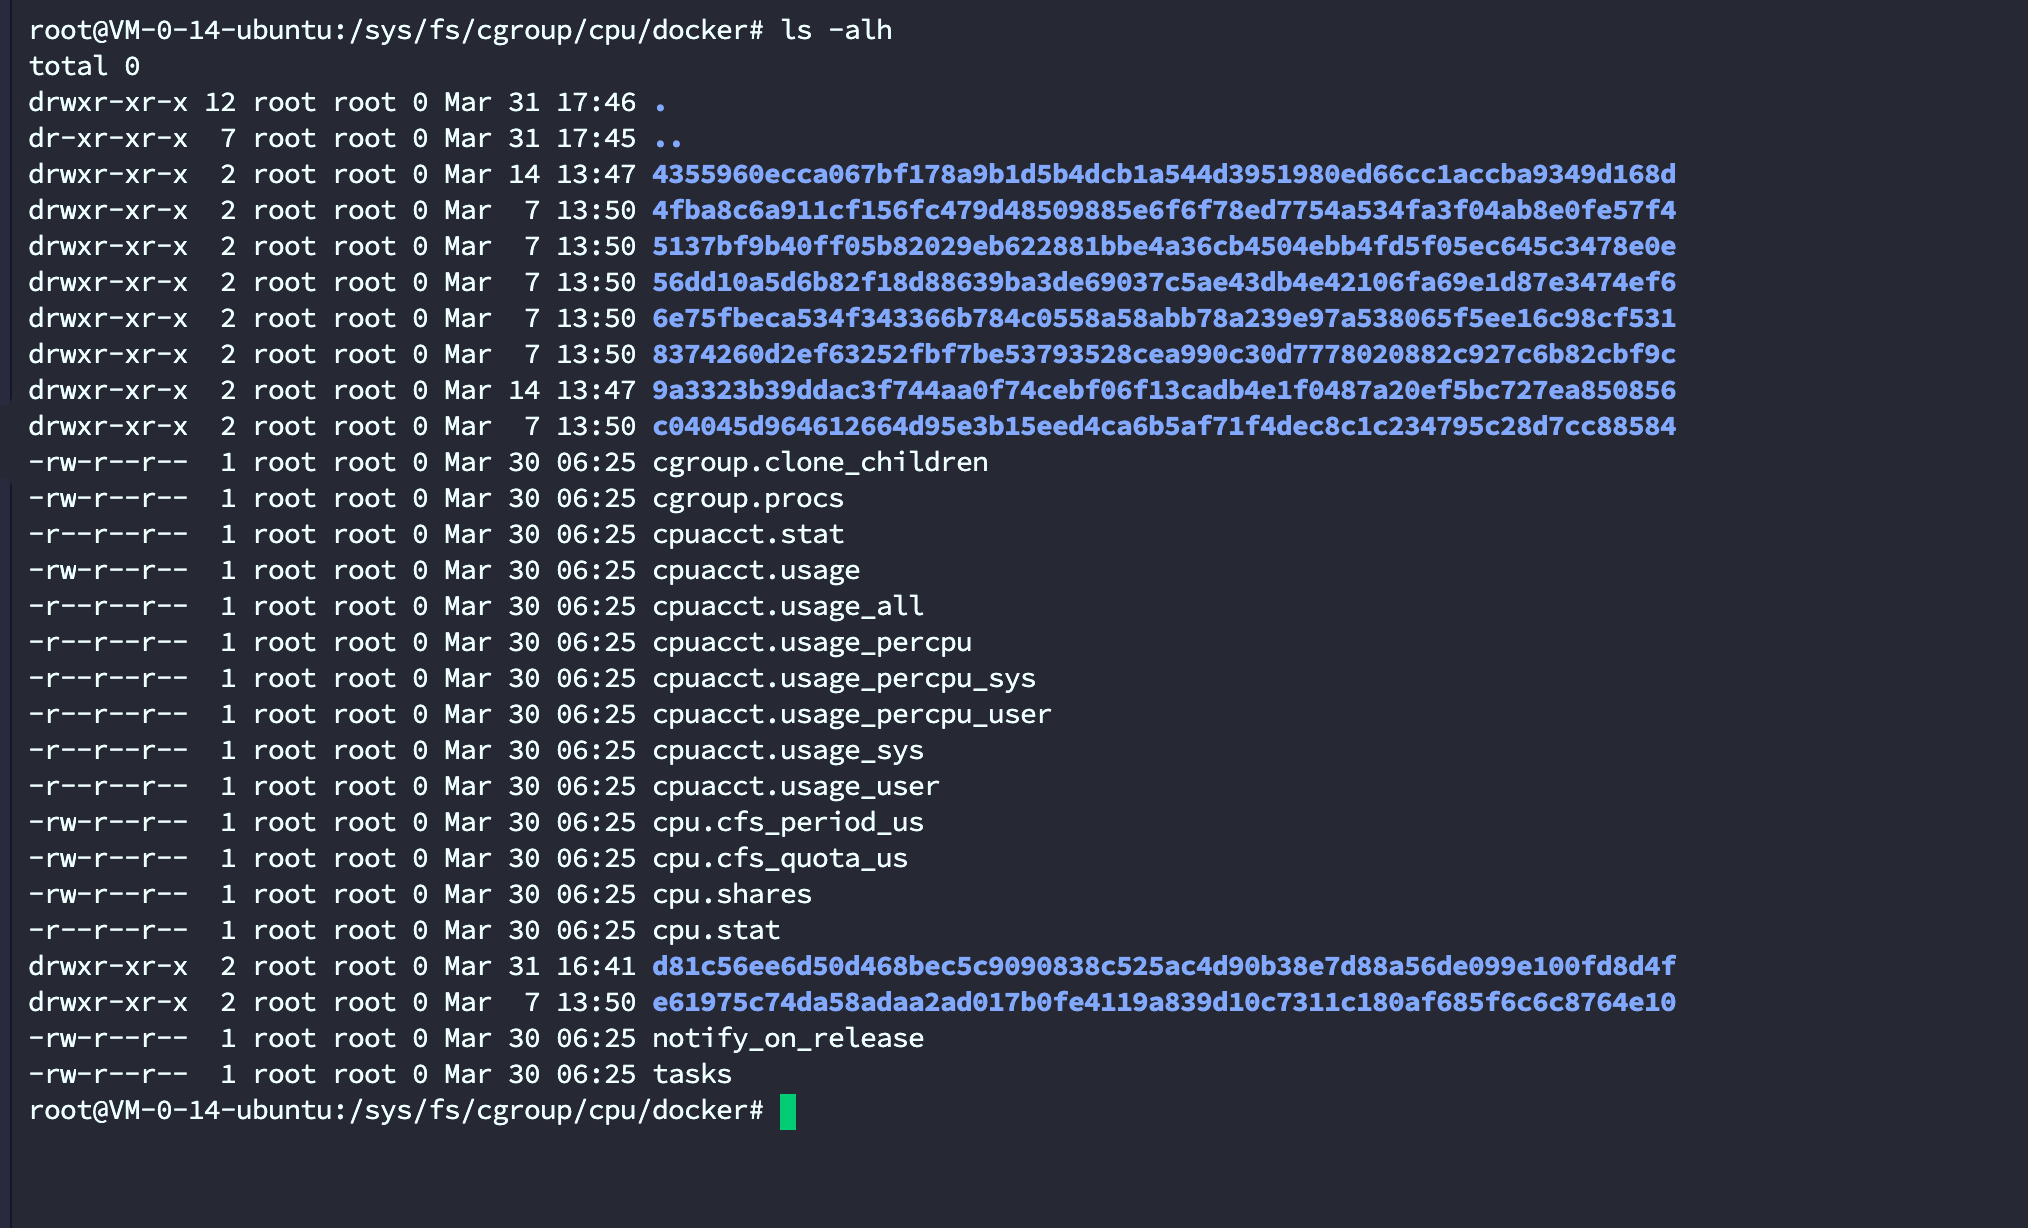 root@VM-0-14-ubuntu:/sys/fs/cgroup/cpu/docker# ls -alh
total 0
drwxr-xr-x 12 root root 0 Mar 31 17:46 .
dr-xr-xr-x  7 root root 0 Mar 31 17:45 ..
drwxr-xr-x  2 root root 0 Mar 14 13:47 4355960ecca067bf178a9b1d5b4dcb1a544d3951980ed66cc1accba9349d168d
drwxr-xr-x  2 root root 0 Mar  7 13:50 4fba8c6a911cf156fc479d48509885e6f6f78ed7754a534fa3f04ab8e0fe57f4
drwxr-xr-x  2 root root 0 Mar  7 13:50 5137bf9b40ff05b82029eb622881bbe4a36cb4504ebb4fd5f05ec645c3478e0e
drwxr-xr-x  2 root root 0 Mar  7 13:50 56dd10a5d6b82f18d88639ba3de69037c5ae43db4e42106fa69e1d87e3474ef6
drwxr-xr-x  2 root root 0 Mar  7 13:50 6e75fbeca534f343366b784c0558a58abb78a239e97a538065f5ee16c98cf531
drwxr-xr-x  2 root root 0 Mar  7 13:50 8374260d2ef63252fbf7be53793528cea990c30d7778020882c927c6b82cbf9c
drwxr-xr-x  2 root root 0 Mar 14 13:47 9a3323b39ddac3f744aa0f74cebf06f13cadb4e1f0487a20ef5bc727ea850856
drwxr-xr-x  2 root root 0 Mar  7 13:50 c04045d964612664d95e3b15eed4ca6b5af71f4dec8c1c234795c28d7cc88584
-rw-r--r--  1 root root 0 Mar 30 06:25 cgroup.clone_children
-rw-r--r--  1 root root 0 Mar 30 06:25 cgroup.procs
-r--r--r--  1 root root 0 Mar 30 06:25 cpuacct.stat
-rw-r--r--  1 root root 0 Mar 30 06:25 cpuacct.usage
-r--r--r--  1 root root 0 Mar 30 06:25 cpuacct.usage_all
-r--r--r--  1 root root 0 Mar 30 06:25 cpuacct.usage_percpu
-r--r--r--  1 root root 0 Mar 30 06:25 cpuacct.usage_percpu_sys
-r--r--r--  1 root root 0 Mar 30 06:25 cpuacct.usage_percpu_user
-r--r--r--  1 root root 0 Mar 30 06:25 cpuacct.usage_sys
-r--r--r--  1 root root 0 Mar 30 06:25 cpuacct.usage_user
-rw-r--r--  1 root root 0 Mar 30 06:25 cpu.cfs_period_us
-rw-r--r--  1 root root 0 Mar 30 06:25 cpu.cfs_quota_us
-rw-r--r--  1 root root 0 Mar 30 06:25 cpu.shares
-r--r--r--  1 root root 0 Mar 30 06:25 cpu.stat
drwxr-xr-x  2 root root 0 Mar 31 16:41 d81c56ee6d50d468bec5c9090838c525ac4d90b38e7d88a56de099e100fd8d4f
drwxr-xr-x  2 root root 0 Mar  7 13:50 e61975c74da58adaa2ad017b0fe4119a839d10c7311c180af685f6c6c8764e10
-rw-r--r--  1 root root 0 Mar 30 06:25 notify_on_release
-rw-r--r--  1 root root 0 Mar 30 06:25 tasks
root@VM-0-14-ubuntu:/sys/fs/cgroup/cpu/docker#